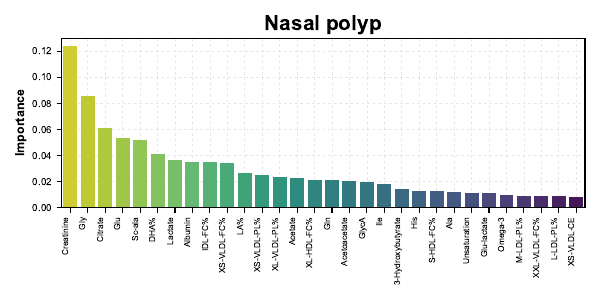 Nasal polyp
Importance
0.12
0.10
0.08
0.06
0.04
0.02
0.00
Creatinine
Gly
Citrate
Glu
Sc-ala
DHA%
Lactate
Albumin
IDL-FC%
XS-VLDL-FC%
LA%
XS-VLDL-PL%
XL-VLDL-PL%
Acetate
XL-HDL-FC%
Gln
Acetoacetate
GlycA
Ile
3-Hydroxybutyrate
His
S-HDL-FC%
Ala
Unsaturation
Glu-lactate
Omega-3
M-LDL-PL%
XXL-VLDL-FC%
L-LDL-PL%
XS-VLDL-CE